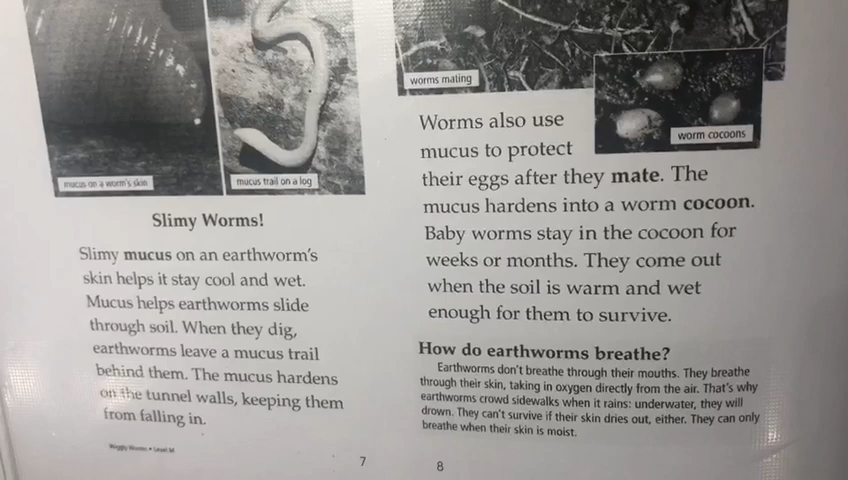 mucus on a worm's skin
mucus trail on a log
Slimy Worms!
Slimy mucus on an earthworm's
skin helps it stay cool and wet.
Mucus helps earthworms slide
through soil. When they dig,
earthworms leave a mucus trail
behind them. The mucus hardens
on the tunnel walls, keeping them
from falling in.
Wiggly Worms • Level M
7
worms mating
worm cocoons
Worms also use
mucus to protect
their eggs after they mate. The
mucus hardens into a worm cocoon.
Baby worms stay in the cocoon for
weeks or months. They come out
when the soil is warm and wet
enough for them to survive.
How do earthworms breathe?
Earthworms don't breathe through their mouths. They breathe
through their skin, taking in oxygen directly from the air. That's why
earthworms crowd sidewalks when it rains: underwater, they will
drown. They can't survive if their skin dries out, either. They can only
breathe when their skin is moist.
8